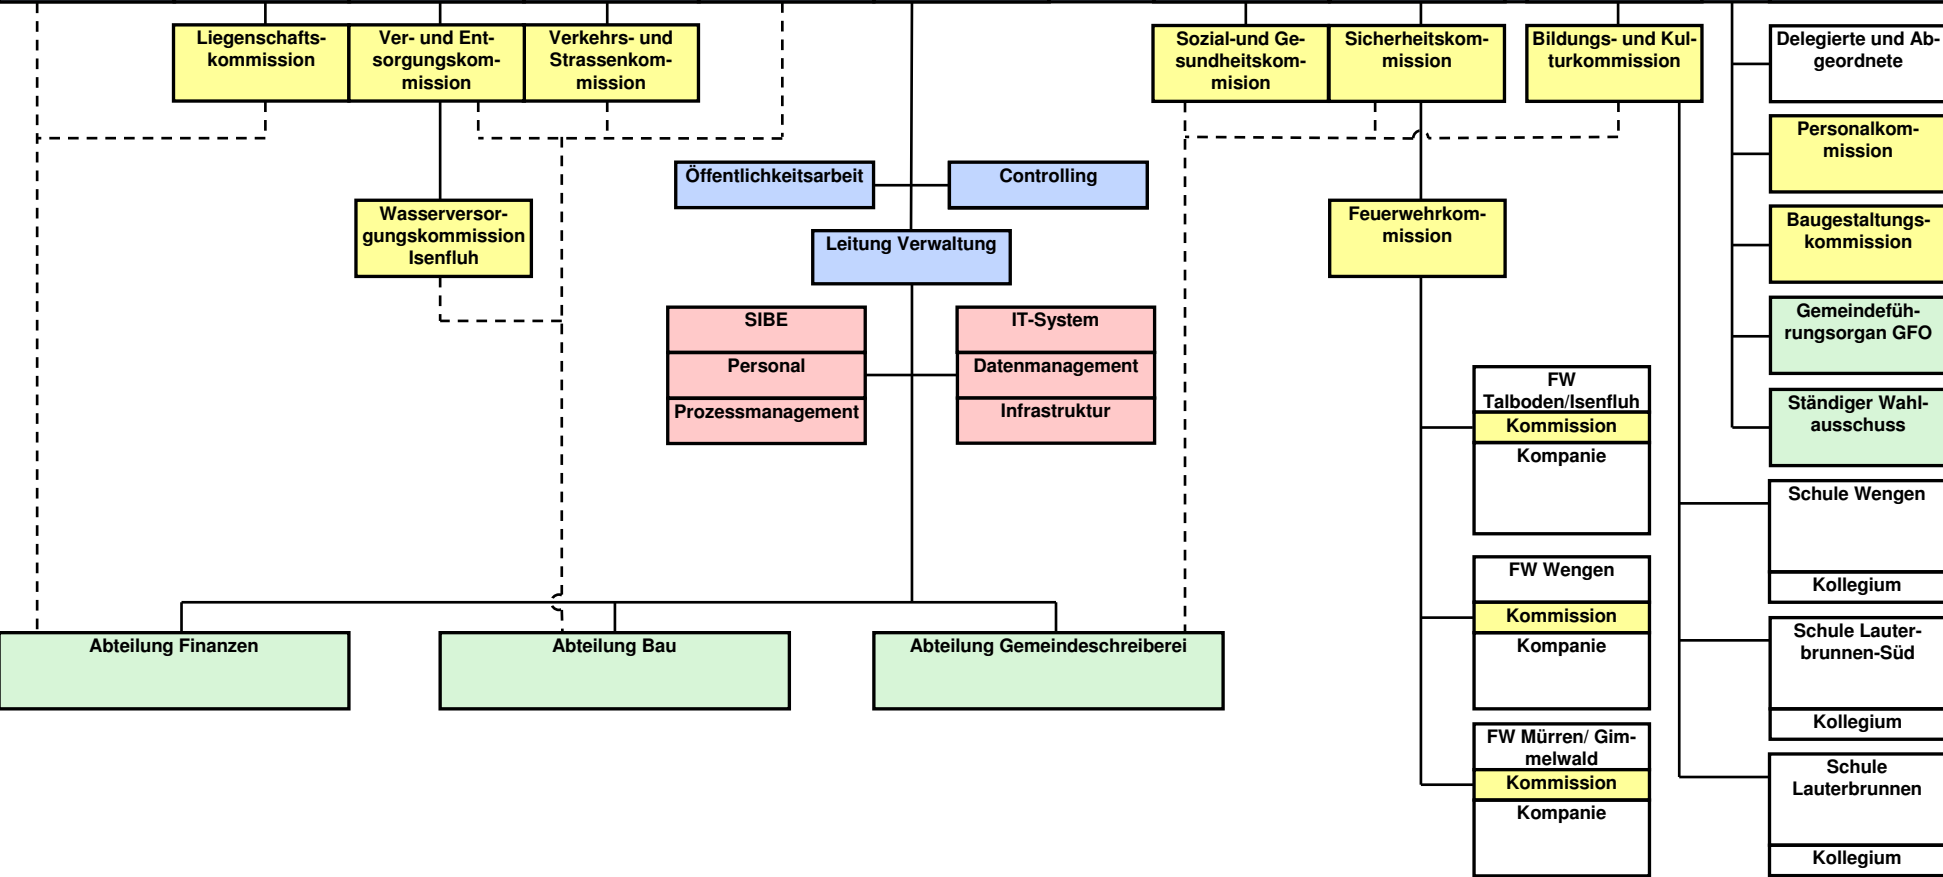 Liegenschafts-
kommission
Ver- und Ent-
sorgungskom-
mission
Verkehrs- und
Strassenkom-
mission
Sozial-und Ge-
sundheitskom-
mision
Sicherheitskom-
mission
Bildungs- und Kul-
turkommission
Delegierte und Ab-
geordnete
Personalkom-
mission
Öffentlichkeitsarbeit
Controlling
Wasserversor-
gungskommission
Isenfluh
Leitung Verwaltung
Feuerwehrkom-
mission
Baugestaltungs-
kommission
SIBE
Personal
Prozessmanagement
IT-System
Datenmanagement
Infrastruktur
Gemeindefüh-
rungsorgan GFO
Ständiger Wahl-
ausschuss
FW
Talboden/Isenfluh
Kommission
Kompanie
Schule Wengen
Kollegium
FW Wengen
Kommission
Kompanie
Schule Lauter-
brunnen-Süd
Kollegium
Abteilung Finanzen
Abteilung Bau
Abteilung Gemeindeschreiberei
FW Mürren/ Gim-
melwald
Kommission
Kompanie
Schule
Lauterbrunnen
Kollegium